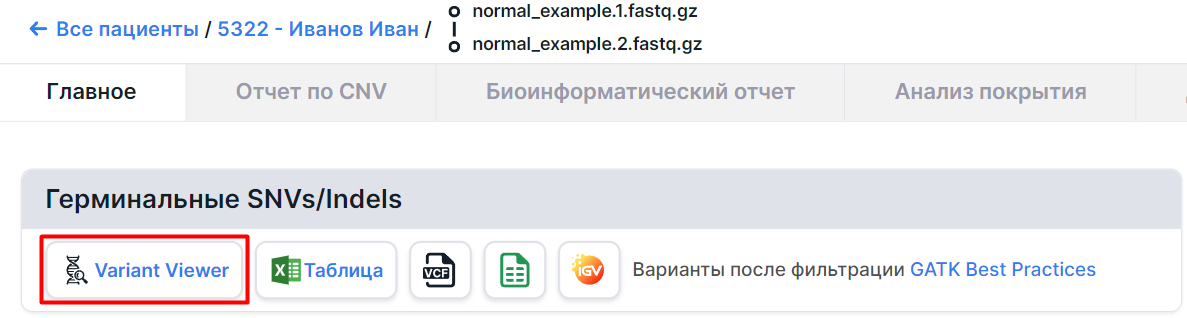 normal_example.1.fastq.gz
← Все пациенты / 5322 - Иванов Иван /
normal_example.2.fastq.gz
Главное Отчет по CNV Биоинформатический отчет Анализ покрытия
Герминальные SNVs/Indels
Variant Viewer Таблица VCF IGV Варианты после фильтрации GATK Best Practices